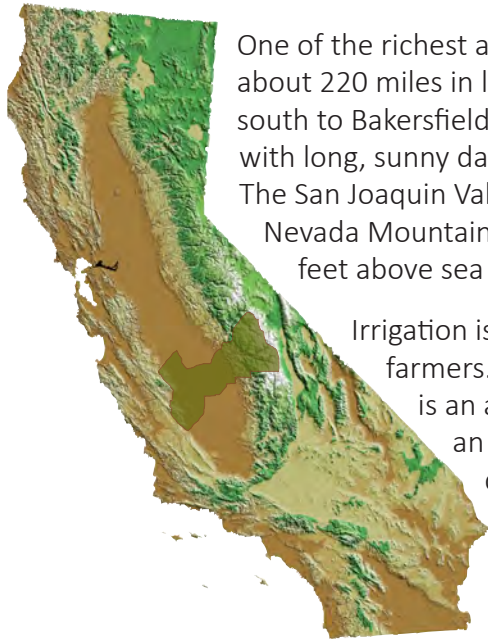 One of the richest a
about 220 miles in l
south to Bakersfield
with long, sunny da
The San Joaquin Val
Nevada Mountain
feet above sea
Irrigation is
farmers.
is an a
an